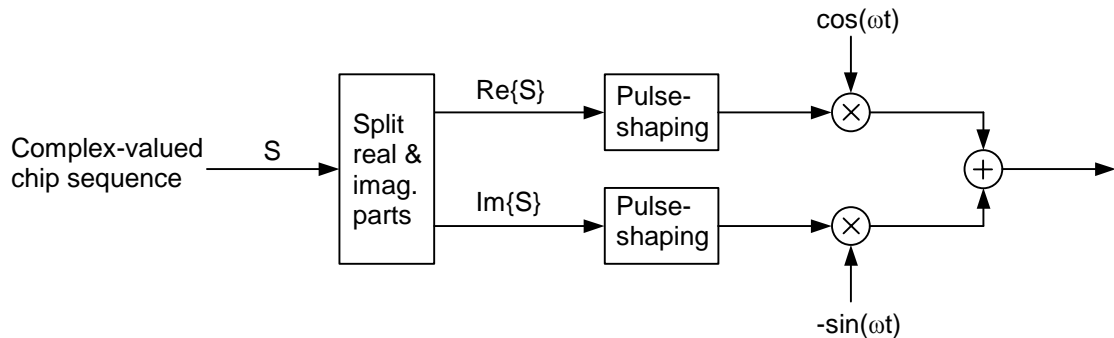 cos(ωt)
Complex-valued
chip sequence
S
Split
real &
imag.
parts
Re{S}
Pulse-
shaping
Im{S}
Pulse-
shaping
-sin(ωt)